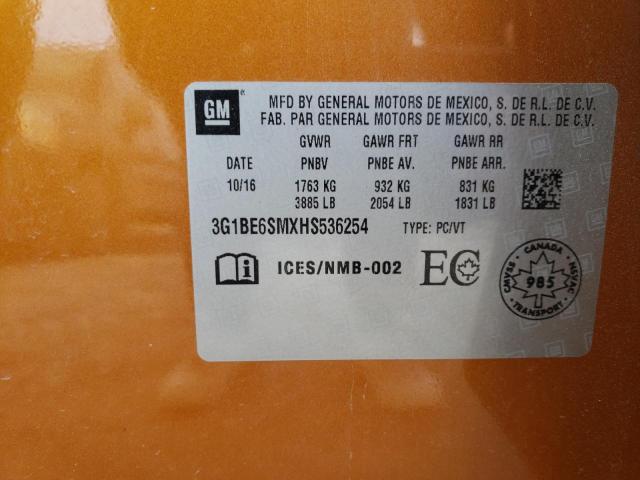 GM
MFD BY GENERAL MOTORS DE MEXICO, S. DE R.L. DE C.V.
FAB. PAR GENERAL MOTORS DE MEXICO, S. DE R.L. DE C.V.
GVWR GAWR FRT GAWR RR
DATE PNBV PNBE AV. PNBE ARR.
10/16 1763 KG 932 KG 831 KG
3885 LB 2054 LB 1831 LB
3G1BE6SMXHS536254 TYPE: PC/VT
i ICES/NMB-002 EC
CANADA
CMVSS 985 NSVAC
TRANSPORT